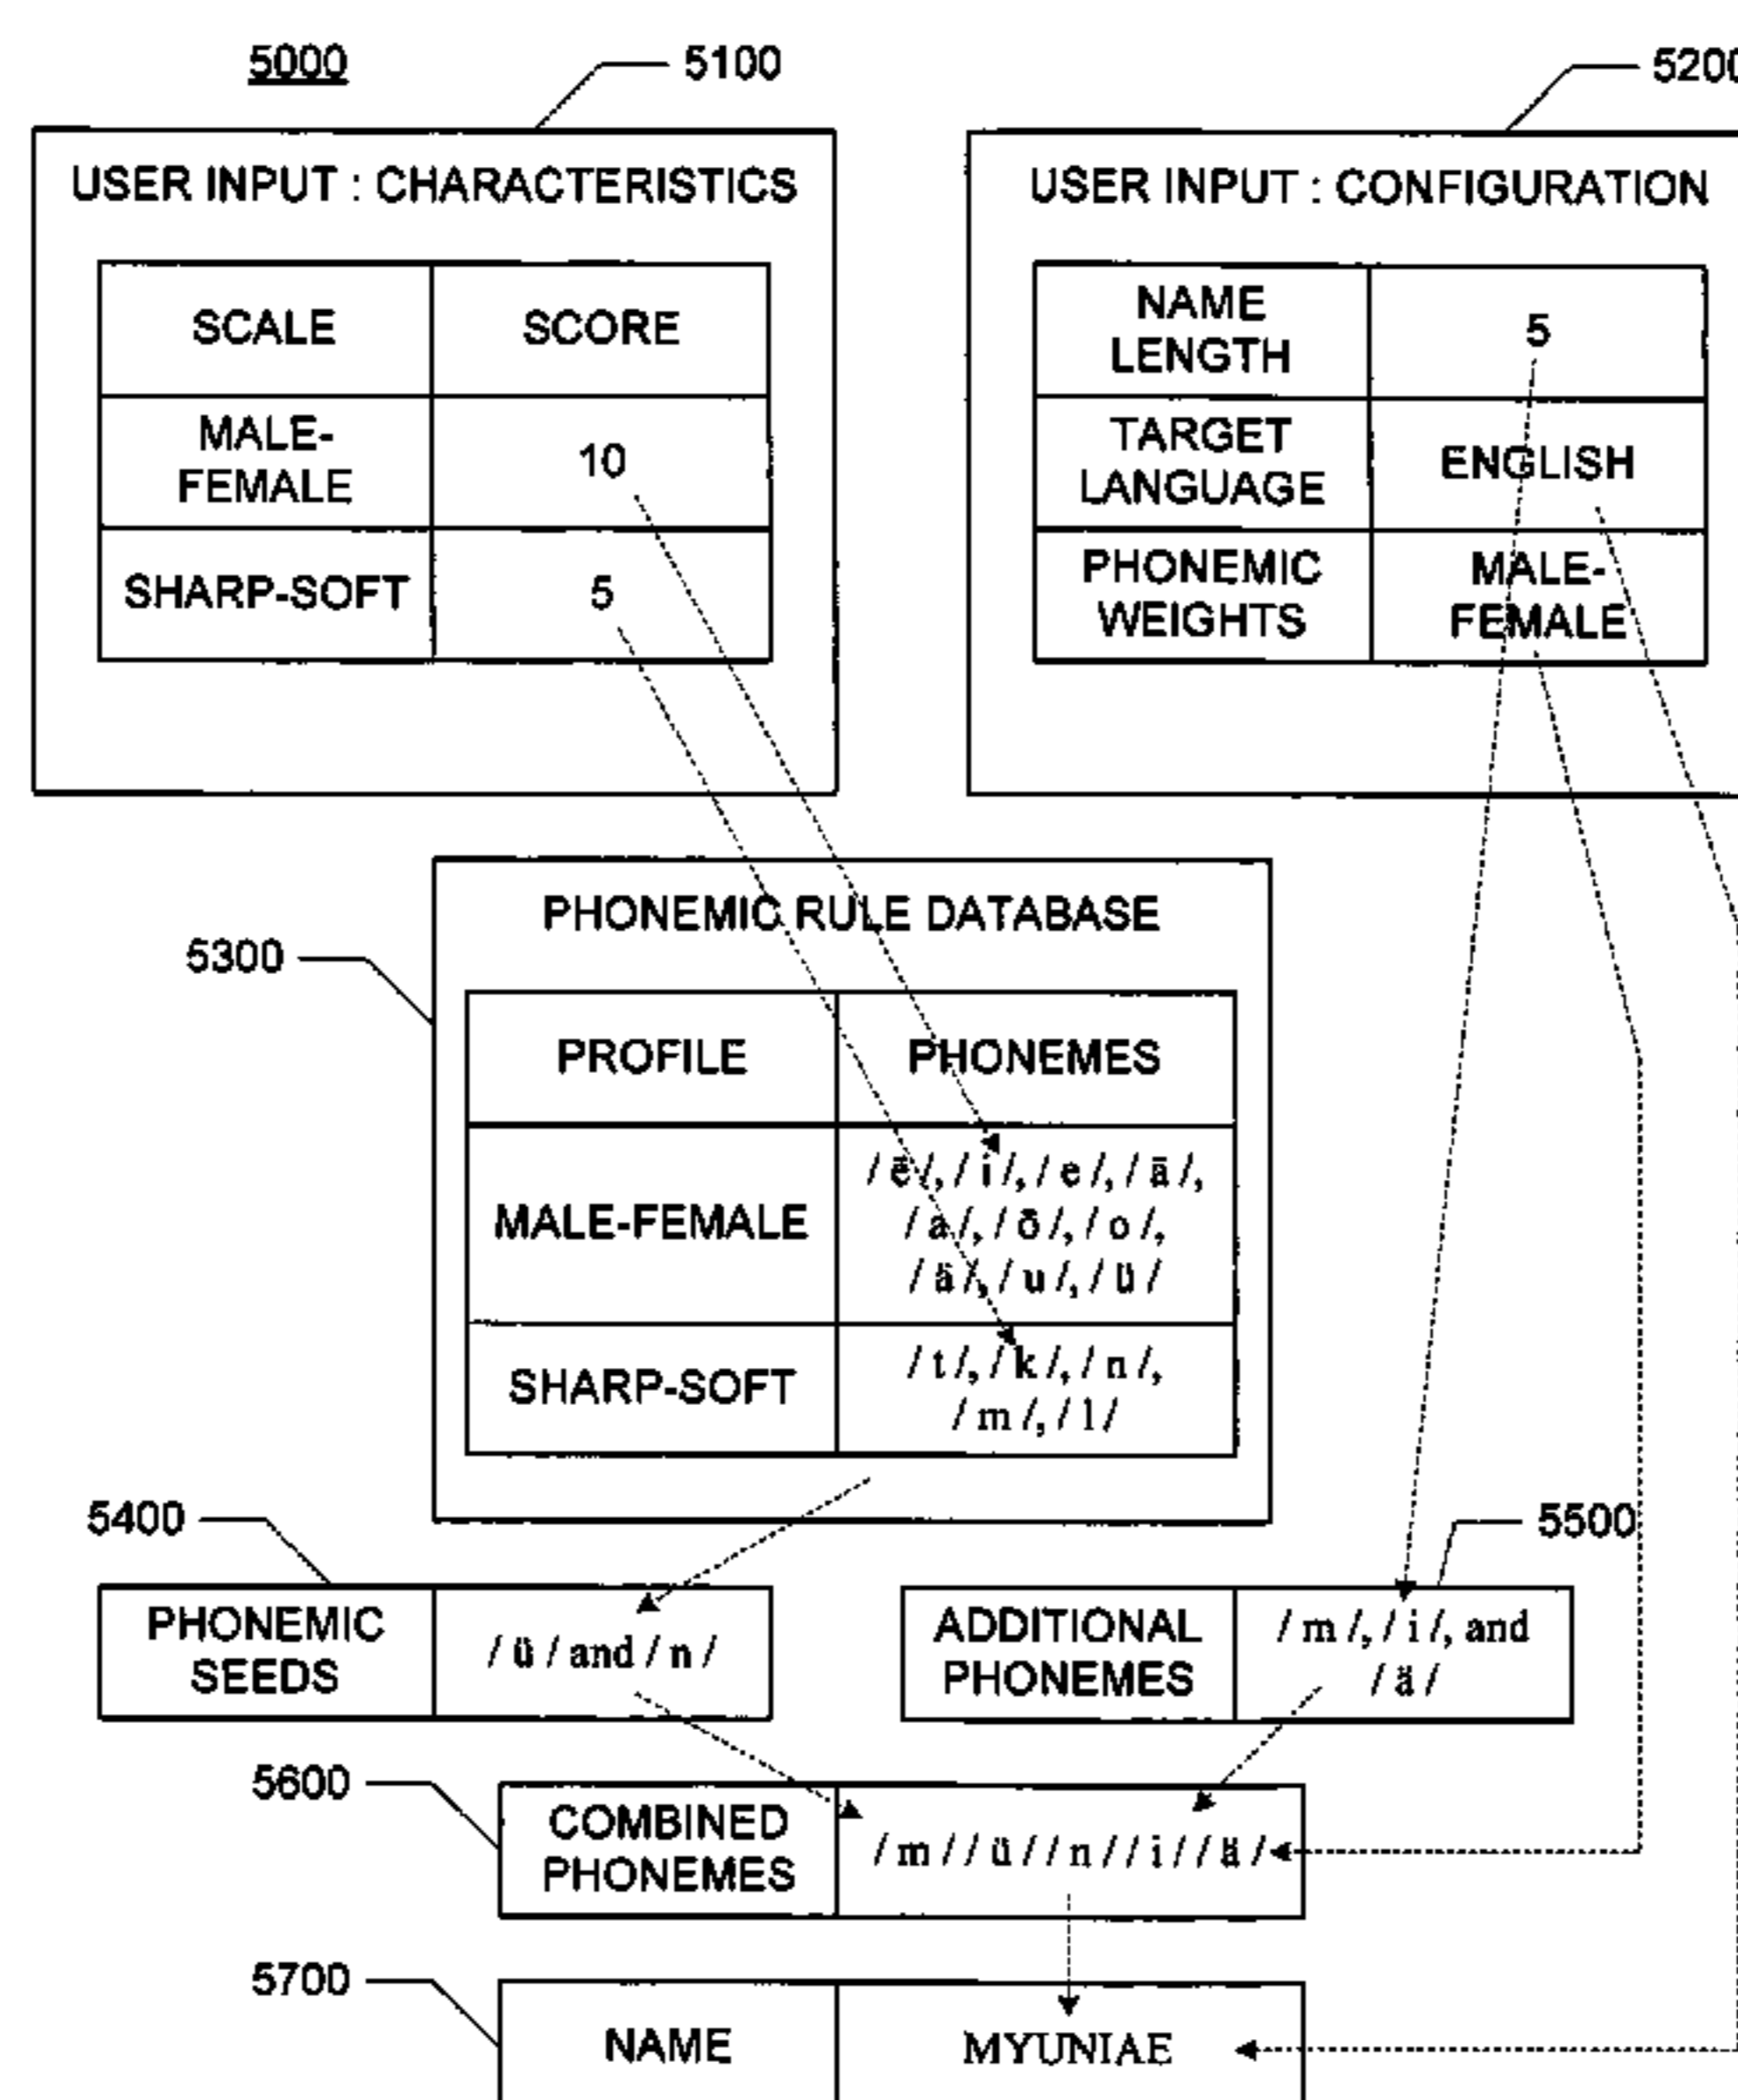 5000
5100
5200
USER INPUT : CHARACTERISTICS
SCALE
SCORE
MALE-
FEMALE
10
SHARP-SOFT
5
USER INPUT : CONFIGURATION
NAME
LENGTH
5
TARGET
LANGUAGE
ENGLISH
PHONEMIC
WEIGHTS
MALE-
FEMALE
5300
PHONEMIC RULE DATABASE
PROFILE
PHONEMES
MALE-FEMALE
/ ē /, / i /, / e /, / ā /,
/ a /, / ō /, / o /,
/ ä /, / u /, / ü /
SHARP-SOFT
/ t /, / k /, / n /,
/ m /, / l /
5400
PHONEMIC
SEEDS
/ ü / and / n /
5500
ADDITIONAL
PHONEMES
/ m /, / i /, and
/ ä /
5600
COMBINED
PHONEMES
/ m / / ü / / n / / i / / ä /
5700
NAME
MYUNIAE